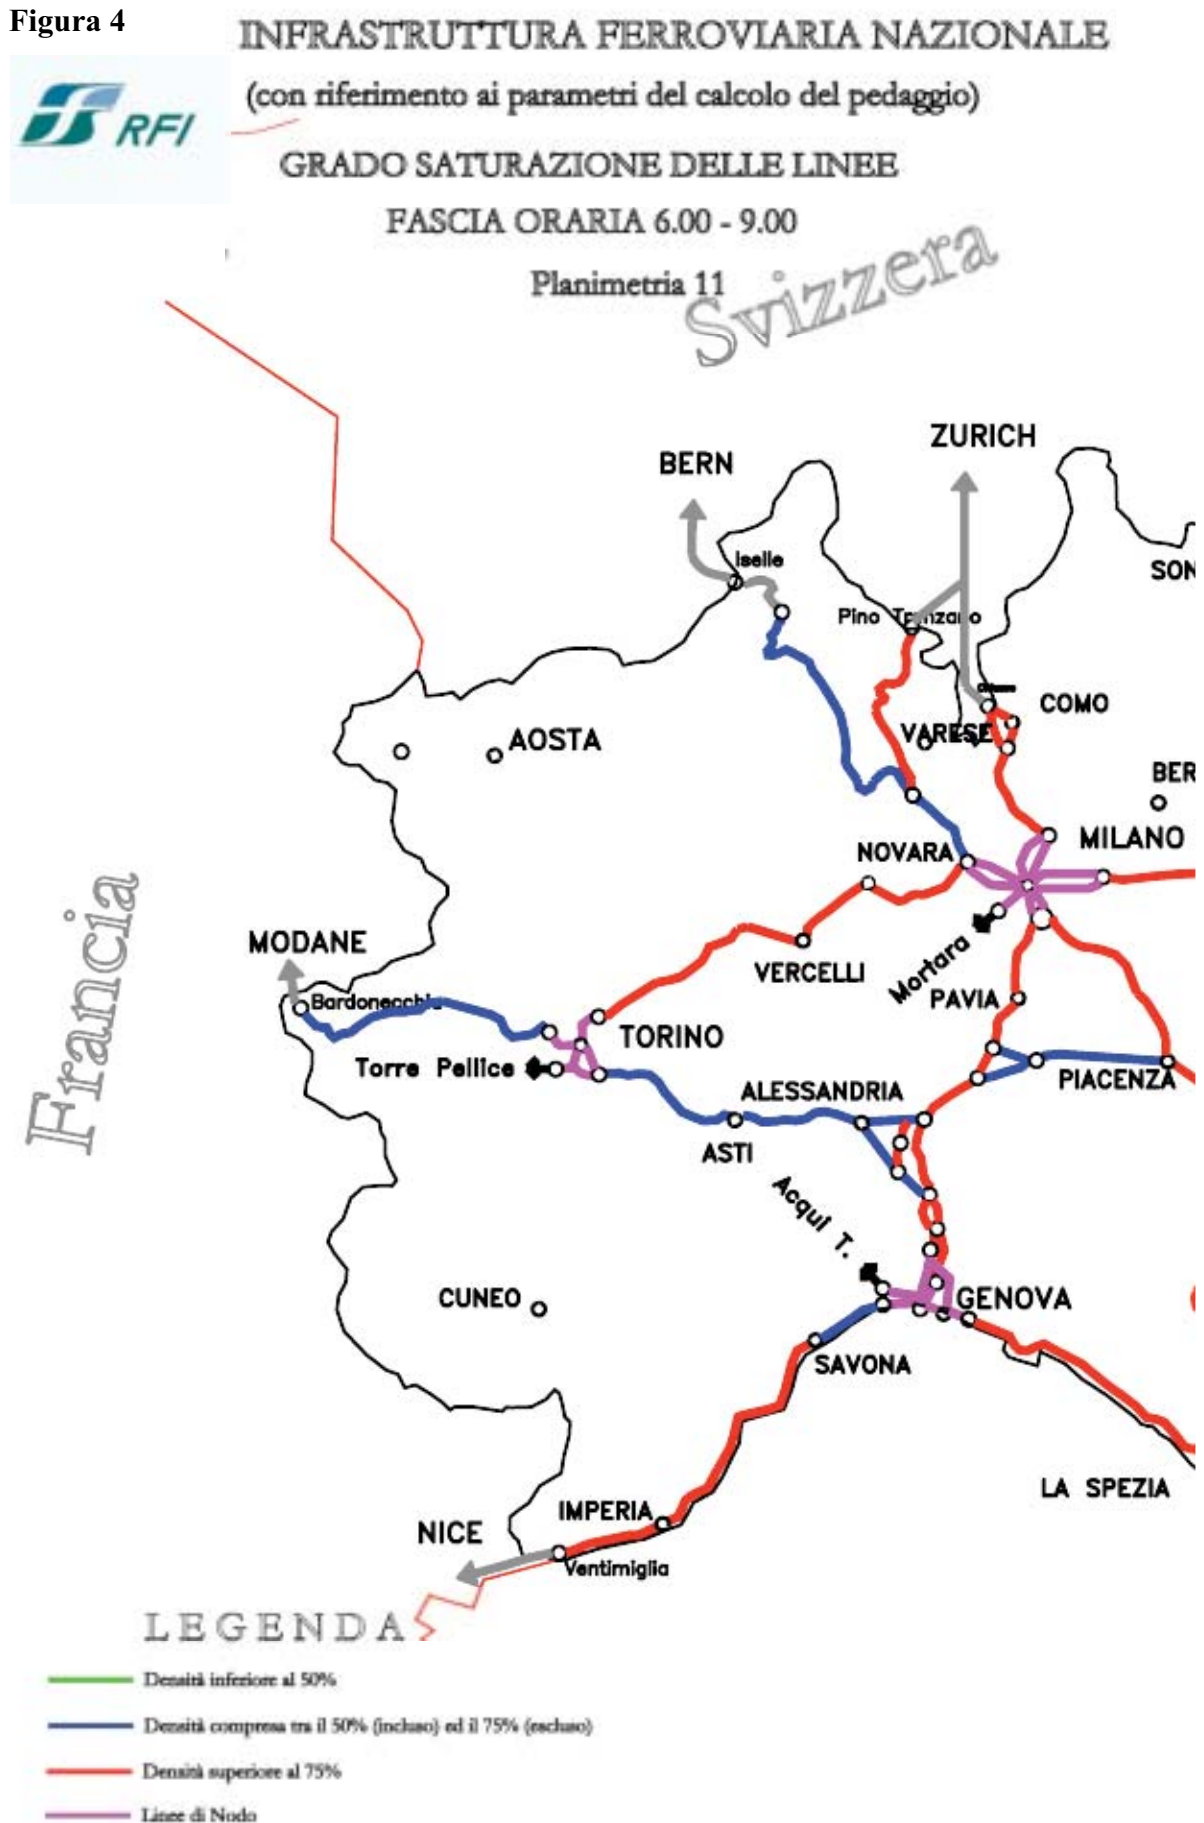 Figura 4
INFRASTRUTTURA FERROVIARIA NAZIONALE
(con riferimento ai parametri del calcolo del pedaggio)
RFI
GRADO SATURAZIONE DELLE LINEE
FASCIA ORARIA 6.00 - 9.00
Planimetria 11
Svizzera
ZURICH
BERN
Iselle
SON
Pino Tranzano
COMO
VARESE
AOSTA
BER
MILANO
NOVARA
Francia
MODANE
VERCELLI
Mortara
PAVIA
Bardonecchia
TORINO
Torre Pellice
PIACENZA
ALESSANDRIA
ASTI
Acqui T.
CUNEO
GENOVA
SAVONA
LA SPEZIA
IMPERIA
NICE
Ventimiglia
LEGENDA
Densità inferiore al 50%
Densità compresa tra il 50% (incluso) ed il 75% (escluso)
Densità superiore al 75%
Linee di Nodo